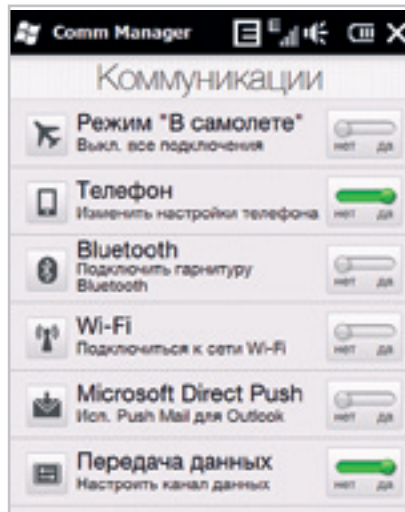 Comm Manager
Коммуникации
Режим "В самолете"
Выкл. все подключения
нет да
Телефон
Изменить настройки телефона
нет да
Bluetooth
Подключить гарнитуру
Bluetooth
нет да
Wi-Fi
Подключиться к сети Wi-Fi
нет да
Microsoft Direct Push
Исп. Push Mail для Outlook
нет да
Передача данных
Настроить канал данных
нет да